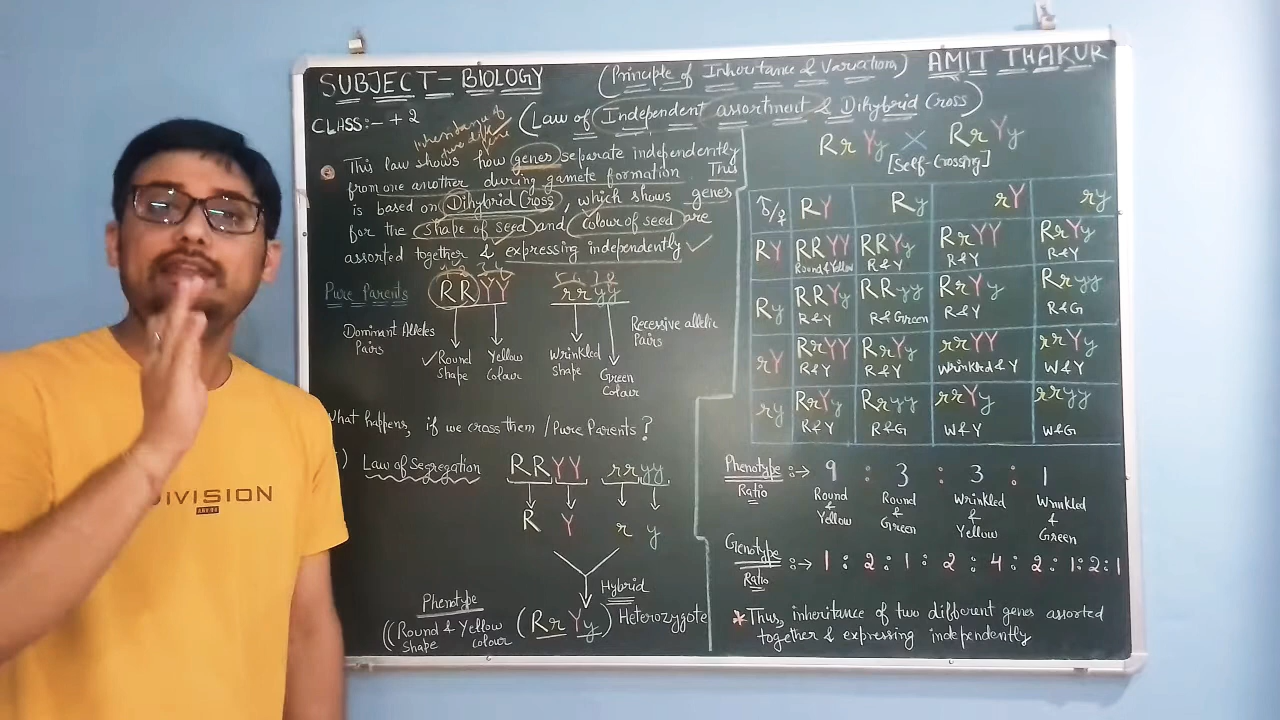 SUBJECT- BIOLOGY
(Principle of Inheritance & Variations)
AMIT THAKUR
CLASS:- +2
(Law of Independent assortment & Dihybrid Cross)
Inheritance of
two
This law shows how genes separate independently
from one another during gamete formation. This
is based on Dihybrid Cross, which shows genes
for the shape of seed and colour of seed are
assorted together & expressing independently
Pure Parents
RRYY
rryy
Dominant Alleles
Pairs
Round
Shape
Yellow
Colour
Wrinkled
Shape
Green
Colour
Recessive allelic
Pairs
What happens, if we cross them / Pure Parents?
) Law of Segregation
RRYY rryy
R Y r y
Hybrid
Phenotype
((Round & Yellow
shape colour
(RrYy) Heterozygote
RrYy × RrYy
[Self-Crossing]
♂/♀ RY Ry rY ry
RY RRYY RRYy RrYY RrYy
Round & Yellow R&Y R&Y R&Y
Ry RRYy RRyy RrYy Rryy
R&Y R&Green R&Y R&G
rY RrYY RrYy rrYY rrYy
R&Y R&Y Wrinkled & Y W&Y
ry RrYy Rryy rrYy rryy
R&Y R&G W&Y W&G
Phenotype :→ 9 : 3 : 3 : 1
Ratio
Round
&
Yellow
Round
&
Green
Wrinkled
&
Yellow
Wrinkled
&
Green
Genotype :→ 1 : 2 : 1 : 2 : 4 : 2 : 1:2:1
Ratio
*Thus, inheritance of two different genes assorted
together & expressing independently
DIVISION